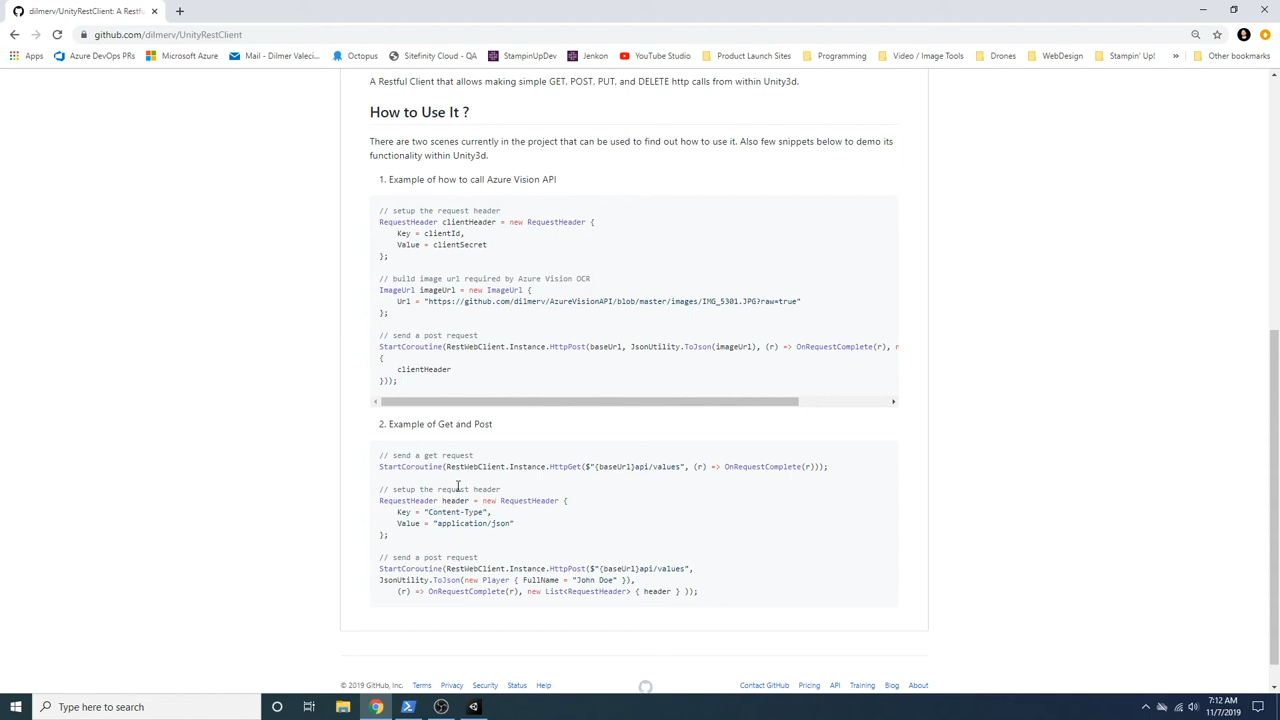 dilmerv/UnityRestClient: A Restfu
github.com/dilmerv/UnityRestClient
Apps
Azure DevOps PRs
Microsoft Azure
Mail - Dilmer Valeci...
Octopus
Sitefinity Cloud - QA
StampinUpDev
Jenkon
YouTube Studio
Product Launch Sites
Programming
Video / Image Tools
Drones
WebDesign
Stampin' Up!
»
Other bookmarks
A Restful Client that allows making simple GET, POST, PUT, and DELETE http calls from within Unity3d.
How to Use It ?
There are two scenes currently in the project that can be used to find out how to use it. Also few snippets below to demo its
functionality within Unity3d.
1. Example of how to call Azure Vision API
// setup the request header
RequestHeader clientHeader = new RequestHeader {
Key = clientId,
Value = clientSecret
};
// build image url required by Azure Vision OCR
ImageUrl imageUrl = new ImageUrl {
Url = "https://github.com/dilmerv/AzureVisionAPI/blob/master/images/IMG_5301.JPG?raw=true"
};
// send a post request
StartCoroutine(RestWebClient.Instance.HttpPost(baseUrl, JsonUtility.ToJson(imageUrl), (r) => OnRequestComplete(r), n
{
clientHeader
}));
2. Example of Get and Post
// send a get request
StartCoroutine(RestWebClient.Instance.HttpGet($"{baseUrl}api/values", (r) => OnRequestComplete(r)));
// setup the request header
RequestHeader header = new RequestHeader {
Key = "Content-Type",
Value = "application/json"
};
// send a post request
StartCoroutine(RestWebClient.Instance.HttpPost($"{baseUrl}api/values",
JsonUtility.ToJson(new Player { FullName = "John Doe" }),
(r) => OnRequestComplete(r), new List<RequestHeader> { header } ));
© 2019 GitHub, Inc.
Terms
Privacy
Security
Status
Help
Contact GitHub
Pricing
API
Training
Blog
About
Type here to search
7:12 AM
11/7/2019